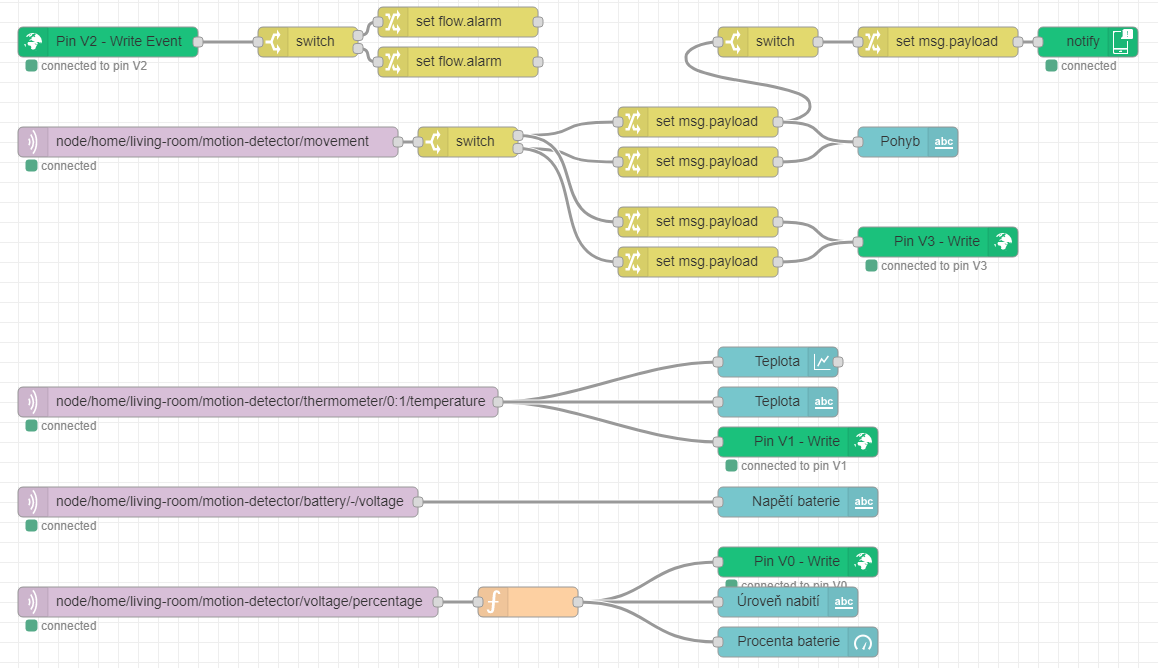 Pin V2 - Write Event
connected to pin V2
switch
set flow.alarm
set flow.alarm
switch
set msg.payload
notify
connected
node/home/living-room/motion-detector/movement
connected
switch
set msg.payload
set msg.payload
Pohyb
abc
set msg.payload
set msg.payload
Pin V3 - Write
connected to pin V3
node/home/living-room/motion-detector/thermometer/0:1/temperature
connected
Teplota
Teplota
abc
Pin V1 - Write
connected to pin V1
node/home/living-room/motion-detector/battery/-/voltage
connected
Napětí baterie
abc
node/home/living-room/motion-detector/voltage/percentage
connected
f
Pin V0 - Write
connected to pin V0
Úroveň nabití
abc
Procenta baterie